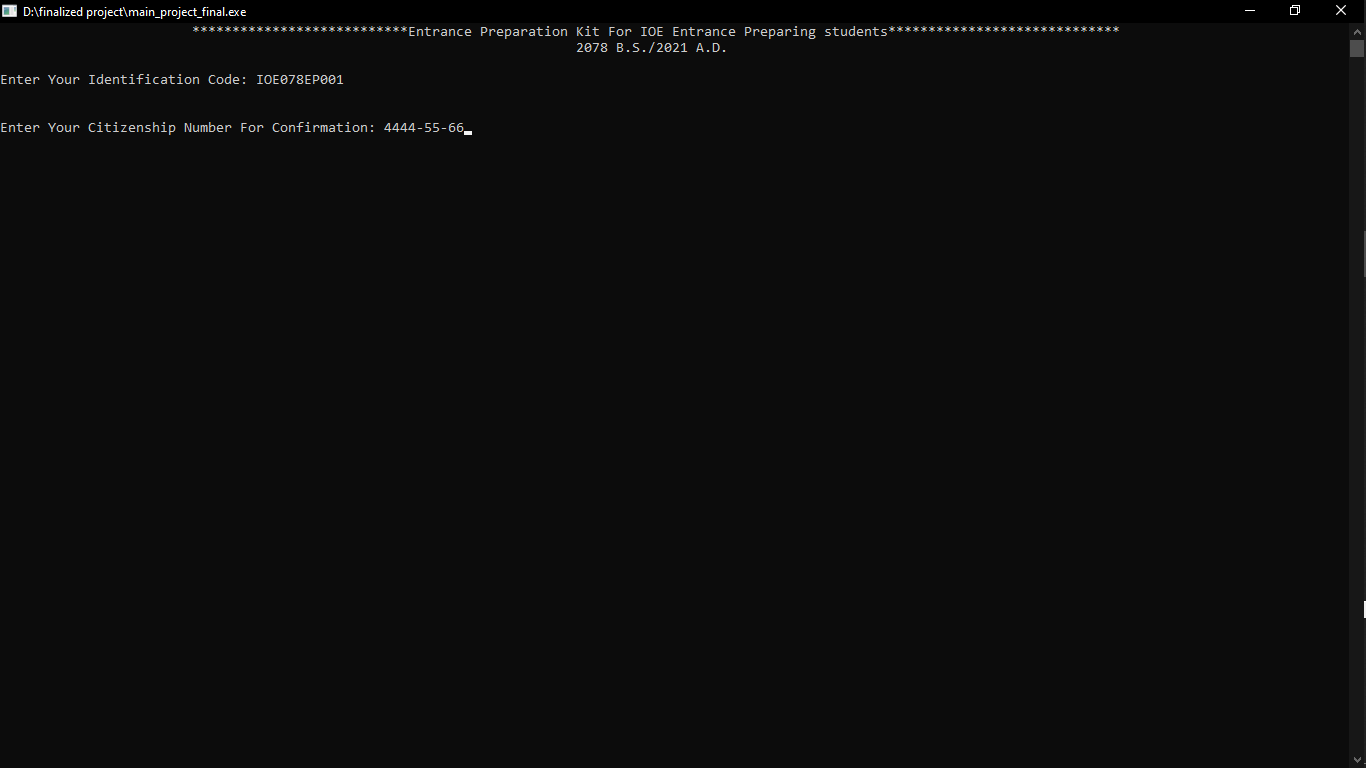 D:\finalized project\main_project_final.exe
***************************Entrance Preparation Kit For IOE Entrance Preparing students*****************************
2078 B.S./2021 A.D.
Enter Your Identification Code: IOE078EP001
Enter Your Citizenship Number For Confirmation: 4444-55-66